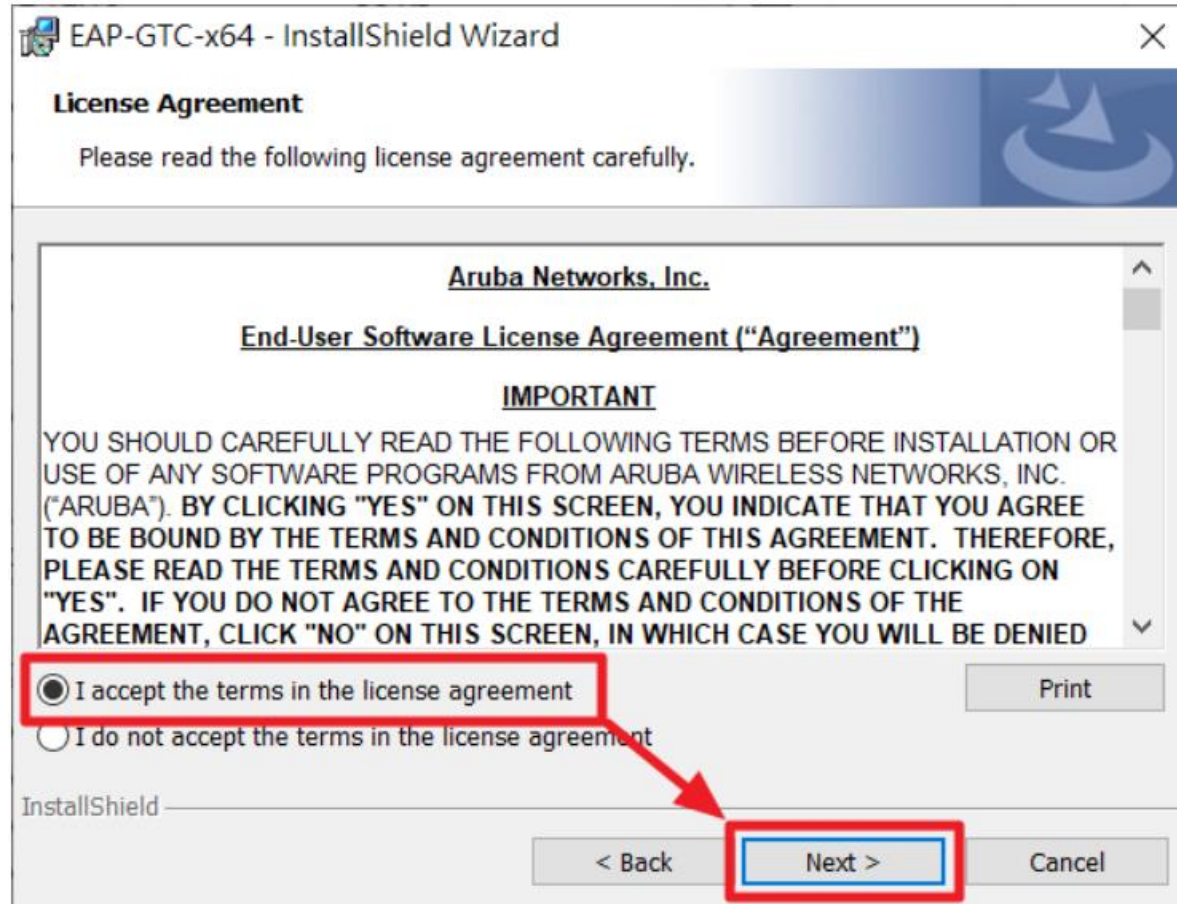 EAP-GTC-x64 - InstallShield Wizard
License Agreement
Please read the following license agreement carefully.
Aruba Networks, Inc.
End-User Software License Agreement (“Agreement”)
IMPORTANT
YOU SHOULD CAREFULLY READ THE FOLLOWING TERMS BEFORE INSTALLATION OR
USE OF ANY SOFTWARE PROGRAMS FROM ARUBA WIRELESS NETWORKS, INC.
(“ARUBA”). BY CLICKING "YES" ON THIS SCREEN, YOU INDICATE THAT YOU AGREE
TO BE BOUND BY THE TERMS AND CONDITIONS OF THIS AGREEMENT. THEREFORE,
PLEASE READ THE TERMS AND CONDITIONS CAREFULLY BEFORE CLICKING ON
"YES". IF YOU DO NOT AGREE TO THE TERMS AND CONDITIONS OF THE
AGREEMENT, CLICK "NO" ON THIS SCREEN, IN WHICH CASE YOU WILL BE DENIED
I accept the terms in the license agreement
Print
I do not accept the terms in the license agreement
InstallShield
< Back
Next >
Cancel